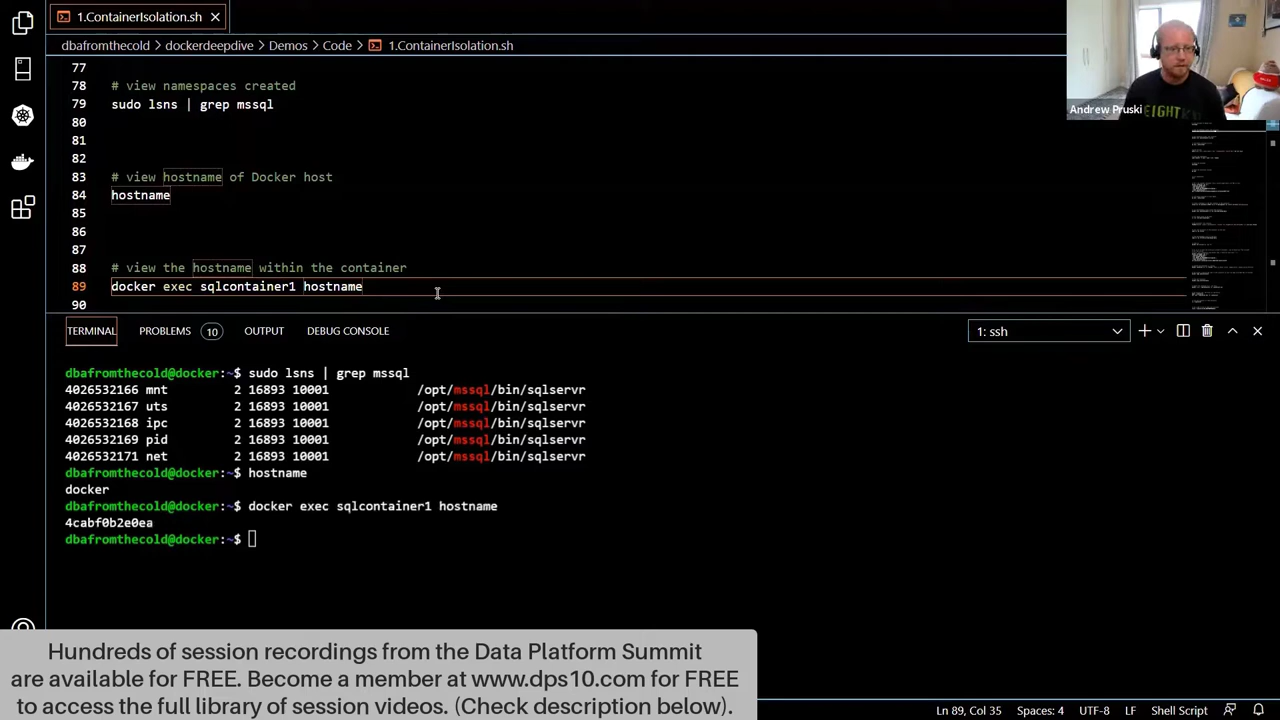 1.ContainerIsolation.sh
dbafromthecold > dockerdeepdive > Demos > Code > 1.ContainerIsolation.sh
77
78 # view namespaces created
79 sudo lsns | grep mssql
80
81
82
83 # view hostname of Docker host
84 hostname
85
86
87
88 # view the hostname within the container
89 docker exec sqlcontainer1 hostname
90
Andrew Pruski
EIGHT
TERMINAL PROBLEMS 10 OUTPUT DEBUG CONSOLE 1: ssh
dbafromthecold@docker:~$ sudo lsns | grep mssql
4026532166 mnt 2 16893 10001 /opt/mssql/bin/sqlservr
4026532167 uts 2 16893 10001 /opt/mssql/bin/sqlservr
4026532168 ipc 2 16893 10001 /opt/mssql/bin/sqlservr
4026532169 pid 2 16893 10001 /opt/mssql/bin/sqlservr
4026532171 net 2 16893 10001 /opt/mssql/bin/sqlservr
dbafromthecold@docker:~$ hostname
docker
dbafromthecold@docker:~$ docker exec sqlcontainer1 hostname
4cabf0b2e0ea
dbafromthecold@docker:~$
Hundreds of session recordings from the Data Platform Summit
are available for FREE. Become a member at www.dps10.com for FREE
to access the full library of session videos. (Check description below).
Ln 89, Col 35 Spaces: 4 UTF-8 LF Shell Script